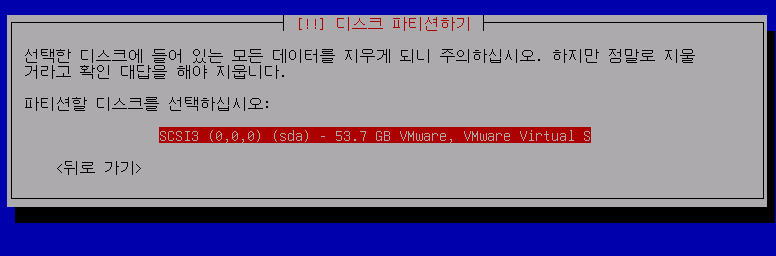 [!!] 디스크 파티션하기
선택한 디스크에 들어 있는 모든 데이터를 지우게 되니 주의하십시오. 하지만 정말로 지울
거라고 확인 대답을 해야 지웁니다.
파티션할 디스크를 선택하십시오:
SCSI3 (0,0,0) (sda) - 53.7 GB VMware, VMware Virtual S
<뒤로 가기>